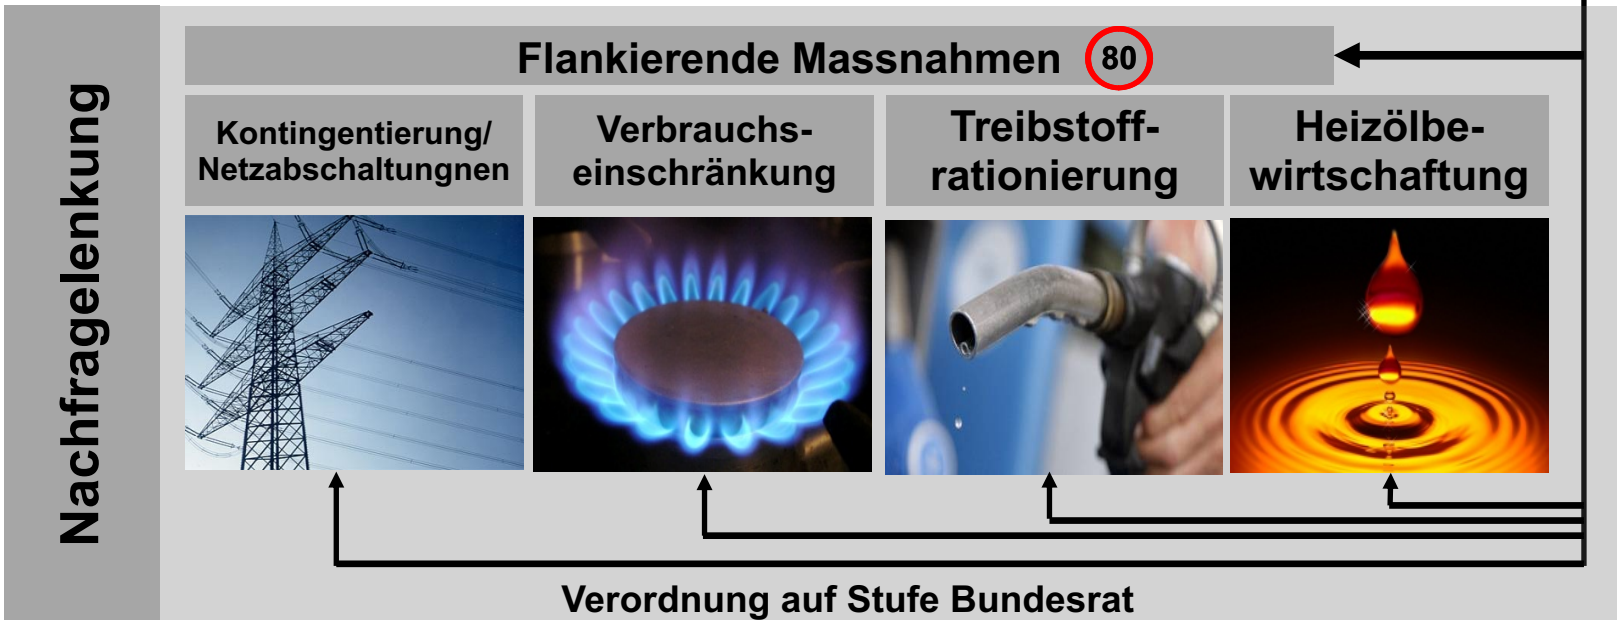 Nachfragelenkung
Flankierende Massnahmen 80
Kontingentierung/
Netzabschaltungnen
Verbrauchs-
einschränkung
Treibstoff-
rationierung
Heizölbe-
wirtschaftung
Verordnung auf Stufe Bundesrat